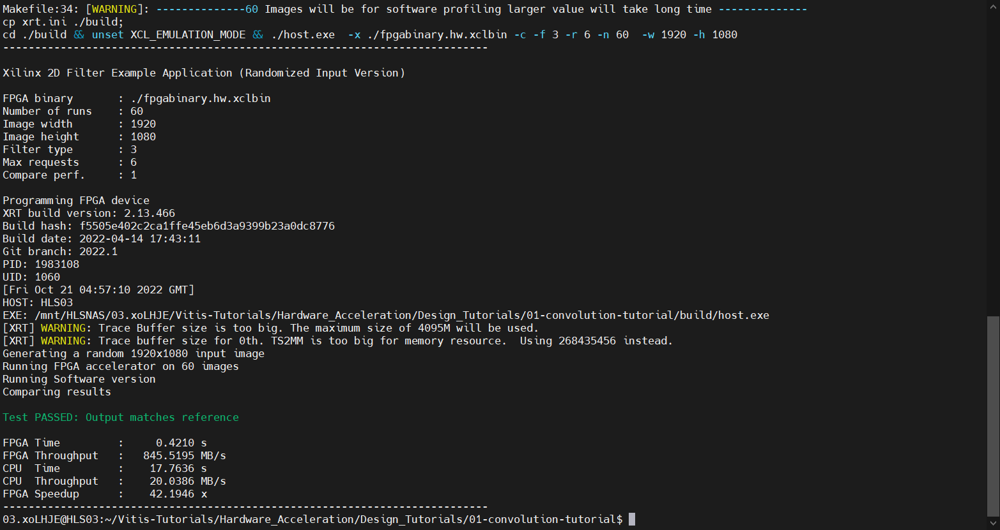 Makefile:34: [WARNING]: --------------60 Images will be for software profiling larger value will take long time --------------
cp xrt.ini ./build;
cd ./build && unset XCL_EMULATION_MODE && ./host.exe  -x ./fpgabinary.hw.xclbin -c -f 3 -r 6 -n 60  -w 1920 -h 1080
----------------------------------------------------------------------------
Xilinx 2D Filter Example Application (Randomized Input Version)
FPGA binary       : ./fpgabinary.hw.xclbin
Number of runs    : 60
Image width       : 1920
Image height      : 1080
Filter type       : 3
Max requests      : 6
Compare perf.     : 1
Programming FPGA device
XRT build version: 2.13.466
Build hash: f5505e402c2ca1ffe45eb6d3a9399b23a0dc8776
Build date: 2022-04-14 17:43:11
Git branch: 2022.1
PID: 1983108
UID: 1060
[Fri Oct 21 04:57:10 2022 GMT]
HOST: HLS03
EXE: /mnt/HLSNAS/03.xoLHJE/Vitis-Tutorials/Hardware_Acceleration/Design_Tutorials/01-convolution-tutorial/build/host.exe
[XRT] WARNING: Trace Buffer size is too big. The maximum size of 4095M will be used.
[XRT] WARNING: Trace buffer size for 0th. TS2MM is too big for memory resource.  Using 268435456 instead.
Generating a random 1920x1080 input image
Running FPGA accelerator on 60 images
Running Software version
Comparing results
Test PASSED: Output matches reference
FPGA Time         :     0.4210 s
FPGA Throughput   :   845.5195 MB/s
CPU  Time         :    17.7636 s
CPU  Throughput   :    20.0386 MB/s
FPGA Speedup      :    42.1946 x
----------------------------------------------------------------------------
03.xoLHJE@HLS03:~/Vitis-Tutorials/Hardware_Acceleration/Design_Tutorials/01-convolution-tutorial$